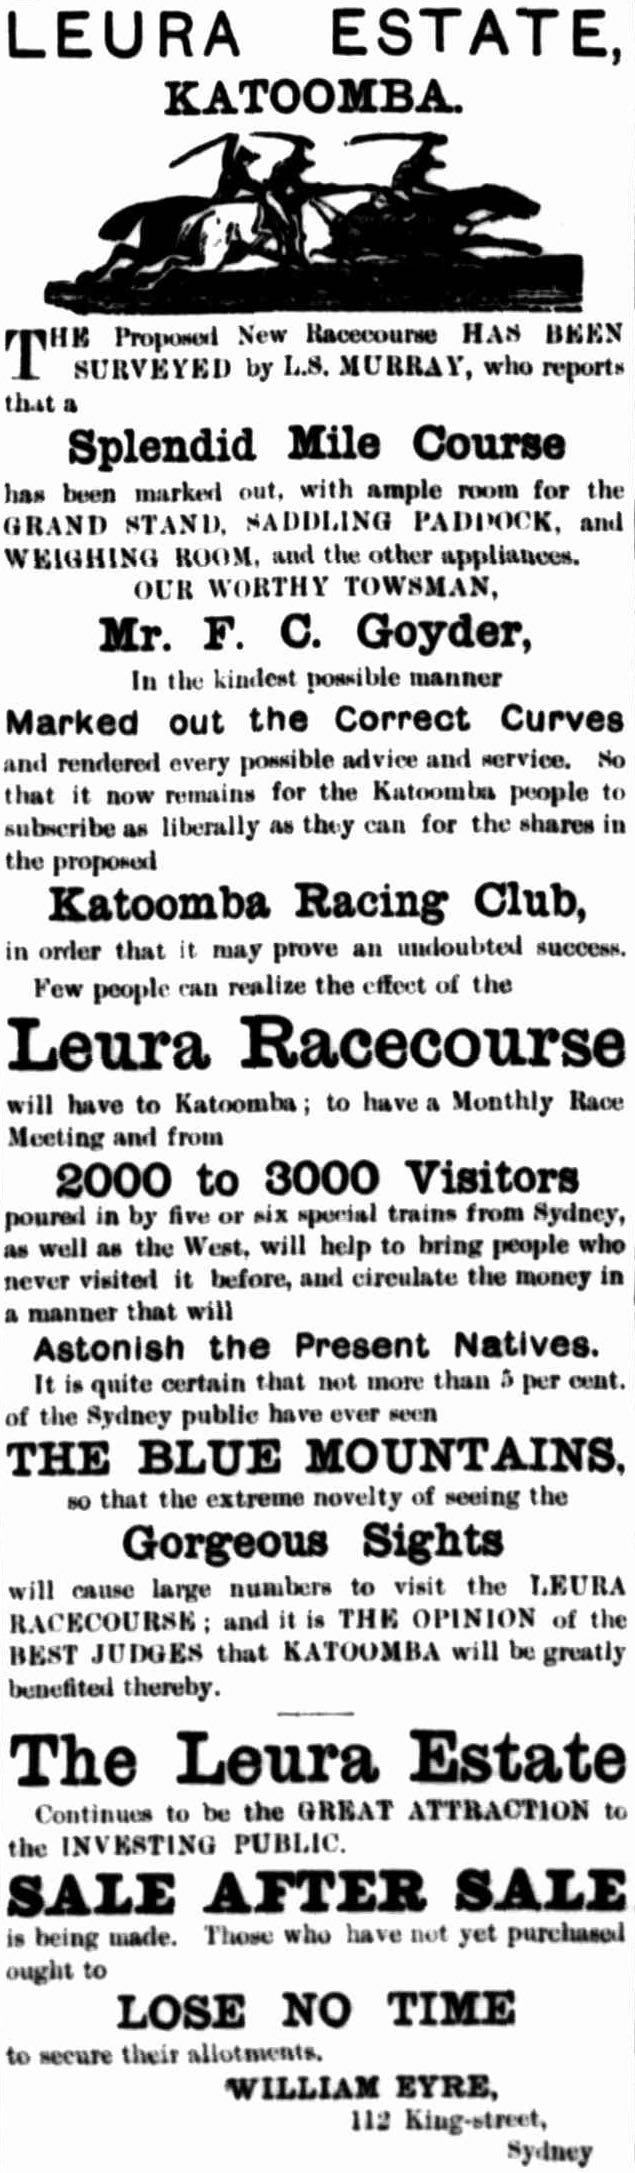 LEURA ESTATE,
KATOOMBA.
THE Proposed New Racecourse HAS BEEN
SURVEYED by L.S. MURRAY, who reports
that a
Splendid Mile Course
has been marked out, with ample room for the
GRAND STAND, SADDLING PADDOCK, and
WEIGHING ROOM, and the other appliances.
OUR WORTHY TOWSMAN,
Mr. F. C. Goyder,
In the kindest possible manner
Marked out the Correct Curves
and rendered every possible advice and service. So
that it now remains for the Katoomba people to
subscribe as liberally as they can for the shares in
the proposed
Katoomba Racing Club,
in order that it may prove an undoubted success.
Few people can realize the effect of the
Leura Racecourse
will have to Katoomba; to have a Monthly Race
Meeting and from
2000 to 3000 Visitors
poured in by five or six special trains from Sydney,
as well as the West, will help to bring people who
never visited it before, and circulate the money in
a manner that will
Astonish the Present Natives.
It is quite certain that not more than 5 per cent.
of the Sydney public have ever seen
THE BLUE MOUNTAINS,
so that the extreme novelty of seeing the
Gorgeous Sights
will cause large numbers to visit the LEURA
RACECOURSE; and it is THE OPINION of the
BEST JUDGES that KATOOMBA will be greatly
benefited thereby.
The Leura Estate
Continues to be the GREAT ATTRACTION to
the INVESTING PUBLIC.
SALE AFTER SALE
is being made. Those who have not yet purchased
ought to
LOSE NO TIME
to secure their allotments.
WILLIAM EYRE,
112 King-street,
Sydney